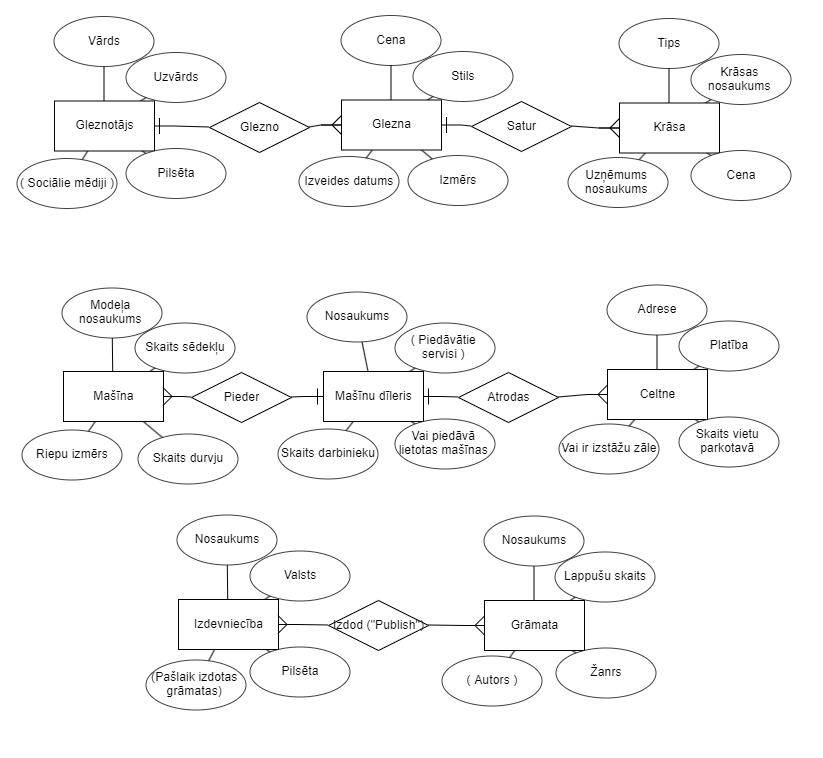 Vārds
Uzvārds
Gleznotājs
( Sociālie mēdiji )
Pilsēta
Glezno
Cena
Stils
Glezna
Izveides datums
Izmērs
Satur
Tips
Krāsas
nosaukums
Krāsa
Uzņēmums
nosaukums
Cena
Modeļa
nosaukums
Skaits sēdekļu
Mašīna
Riepu izmērs
Skaits durvju
Pieder
Nosaukums
( Piedāvātie
servisi )
Mašīnu dīleris
Skaits darbinieku
Vai piedāvā
lietotas mašīnas
Atrodas
Adrese
Platība
Celtne
Vai ir izstāžu zāle
Skaits vietu
parkotavā
Nosaukums
Valsts
Izdevniecība
(Pašlaik izdotas
grāmatas)
Pilsēta
Izdod ("Publish")
Nosaukums
Lappušu skaits
Grāmata
( Autors )
Žanrs